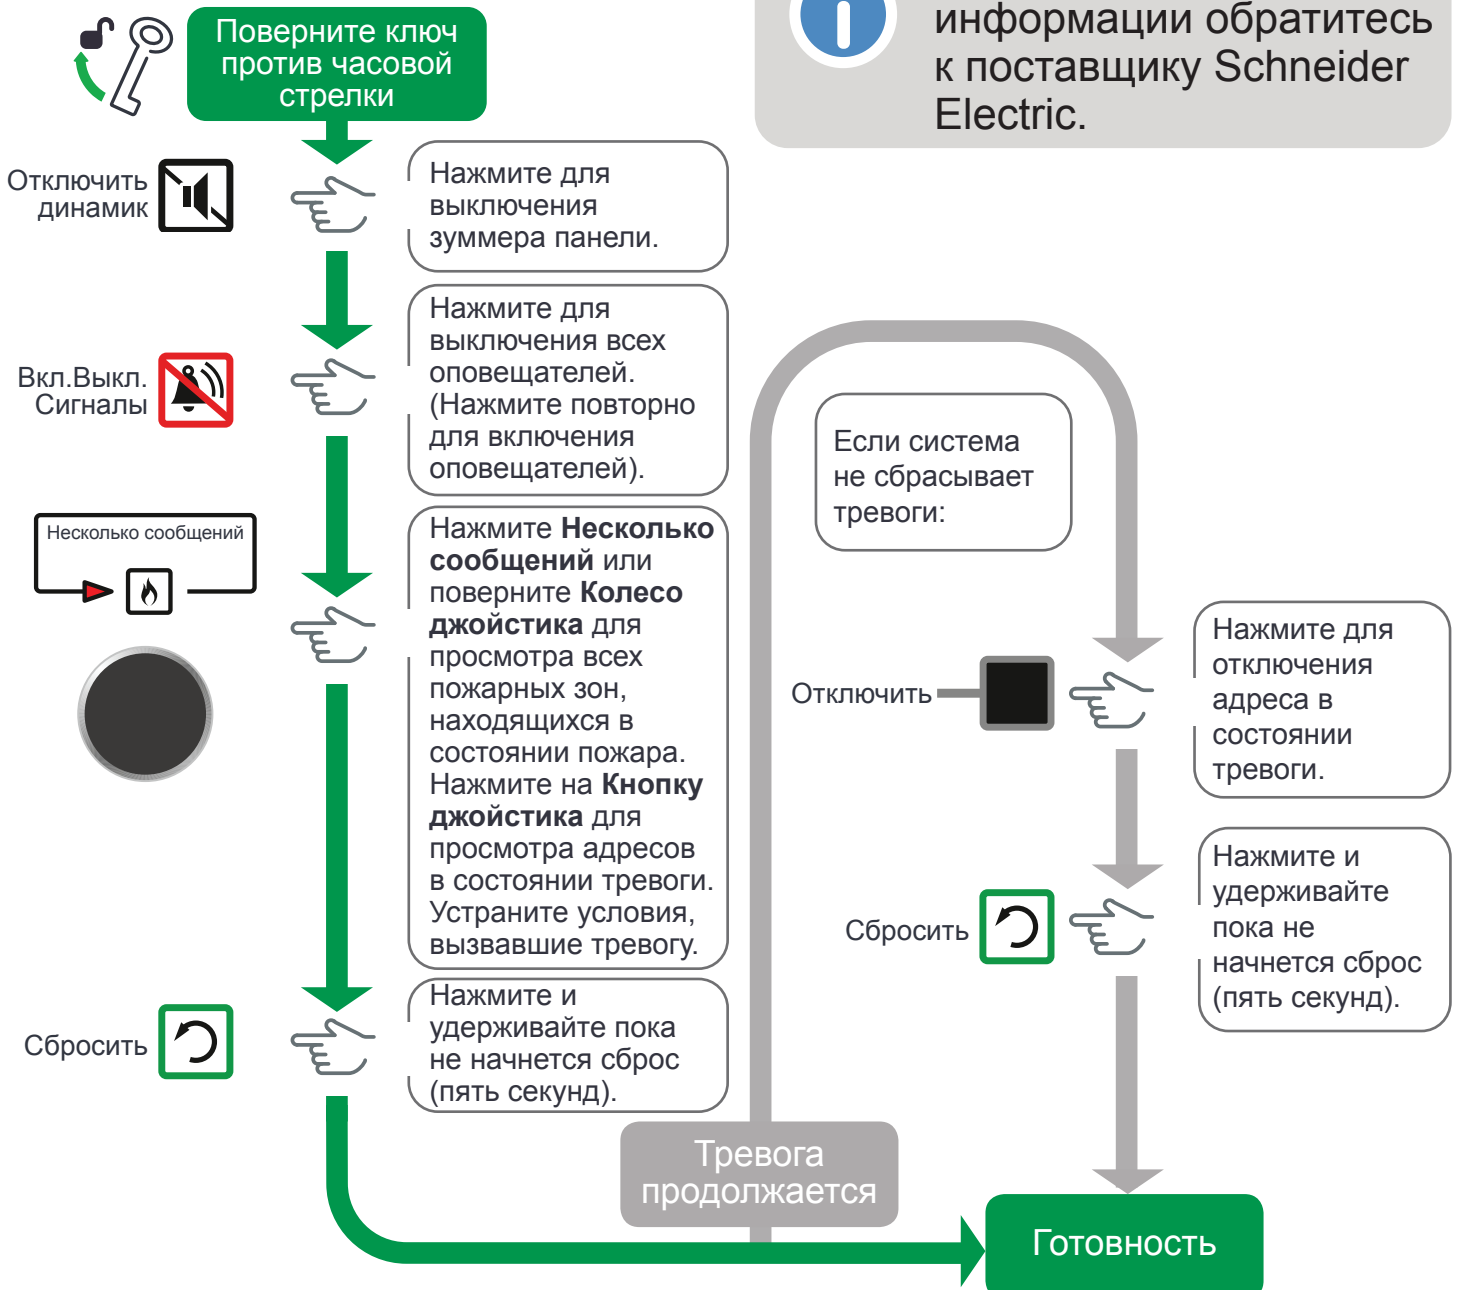 Поверните ключ
против часовой
стрелки
информации обратитесь
к поставщику Schneider
Electric.
Отключить
динамик
Нажмите для
выключения
зуммера панели.
Вкл.Выкл.
Сигналы
Нажмите для
выключения всех
оповещателей.
(Нажмите повторно
для включения
оповещателей).
Несколько сообщений
Нажмите Несколько
сообщений или
поверните Колесо
джойстика для
просмотра всех
пожарных зон,
находящихся в
состоянии пожара.
Нажмите на Кнопку
джойстика для
просмотра адресов
в состоянии тревоги.
Устраните условия,
вызвавшие тревогу.
Сбросить
Нажмите и
удерживайте пока
не начнется сброс
(пять секунд).
Тревога
продолжается
Если система
не сбрасывает
тревоги:
Отключить
Нажмите для
отключения
адреса в
состоянии
тревоги.
Сбросить
Нажмите и
удерживайте
пока не
начнется сброс
(пять секунд).
Готовность